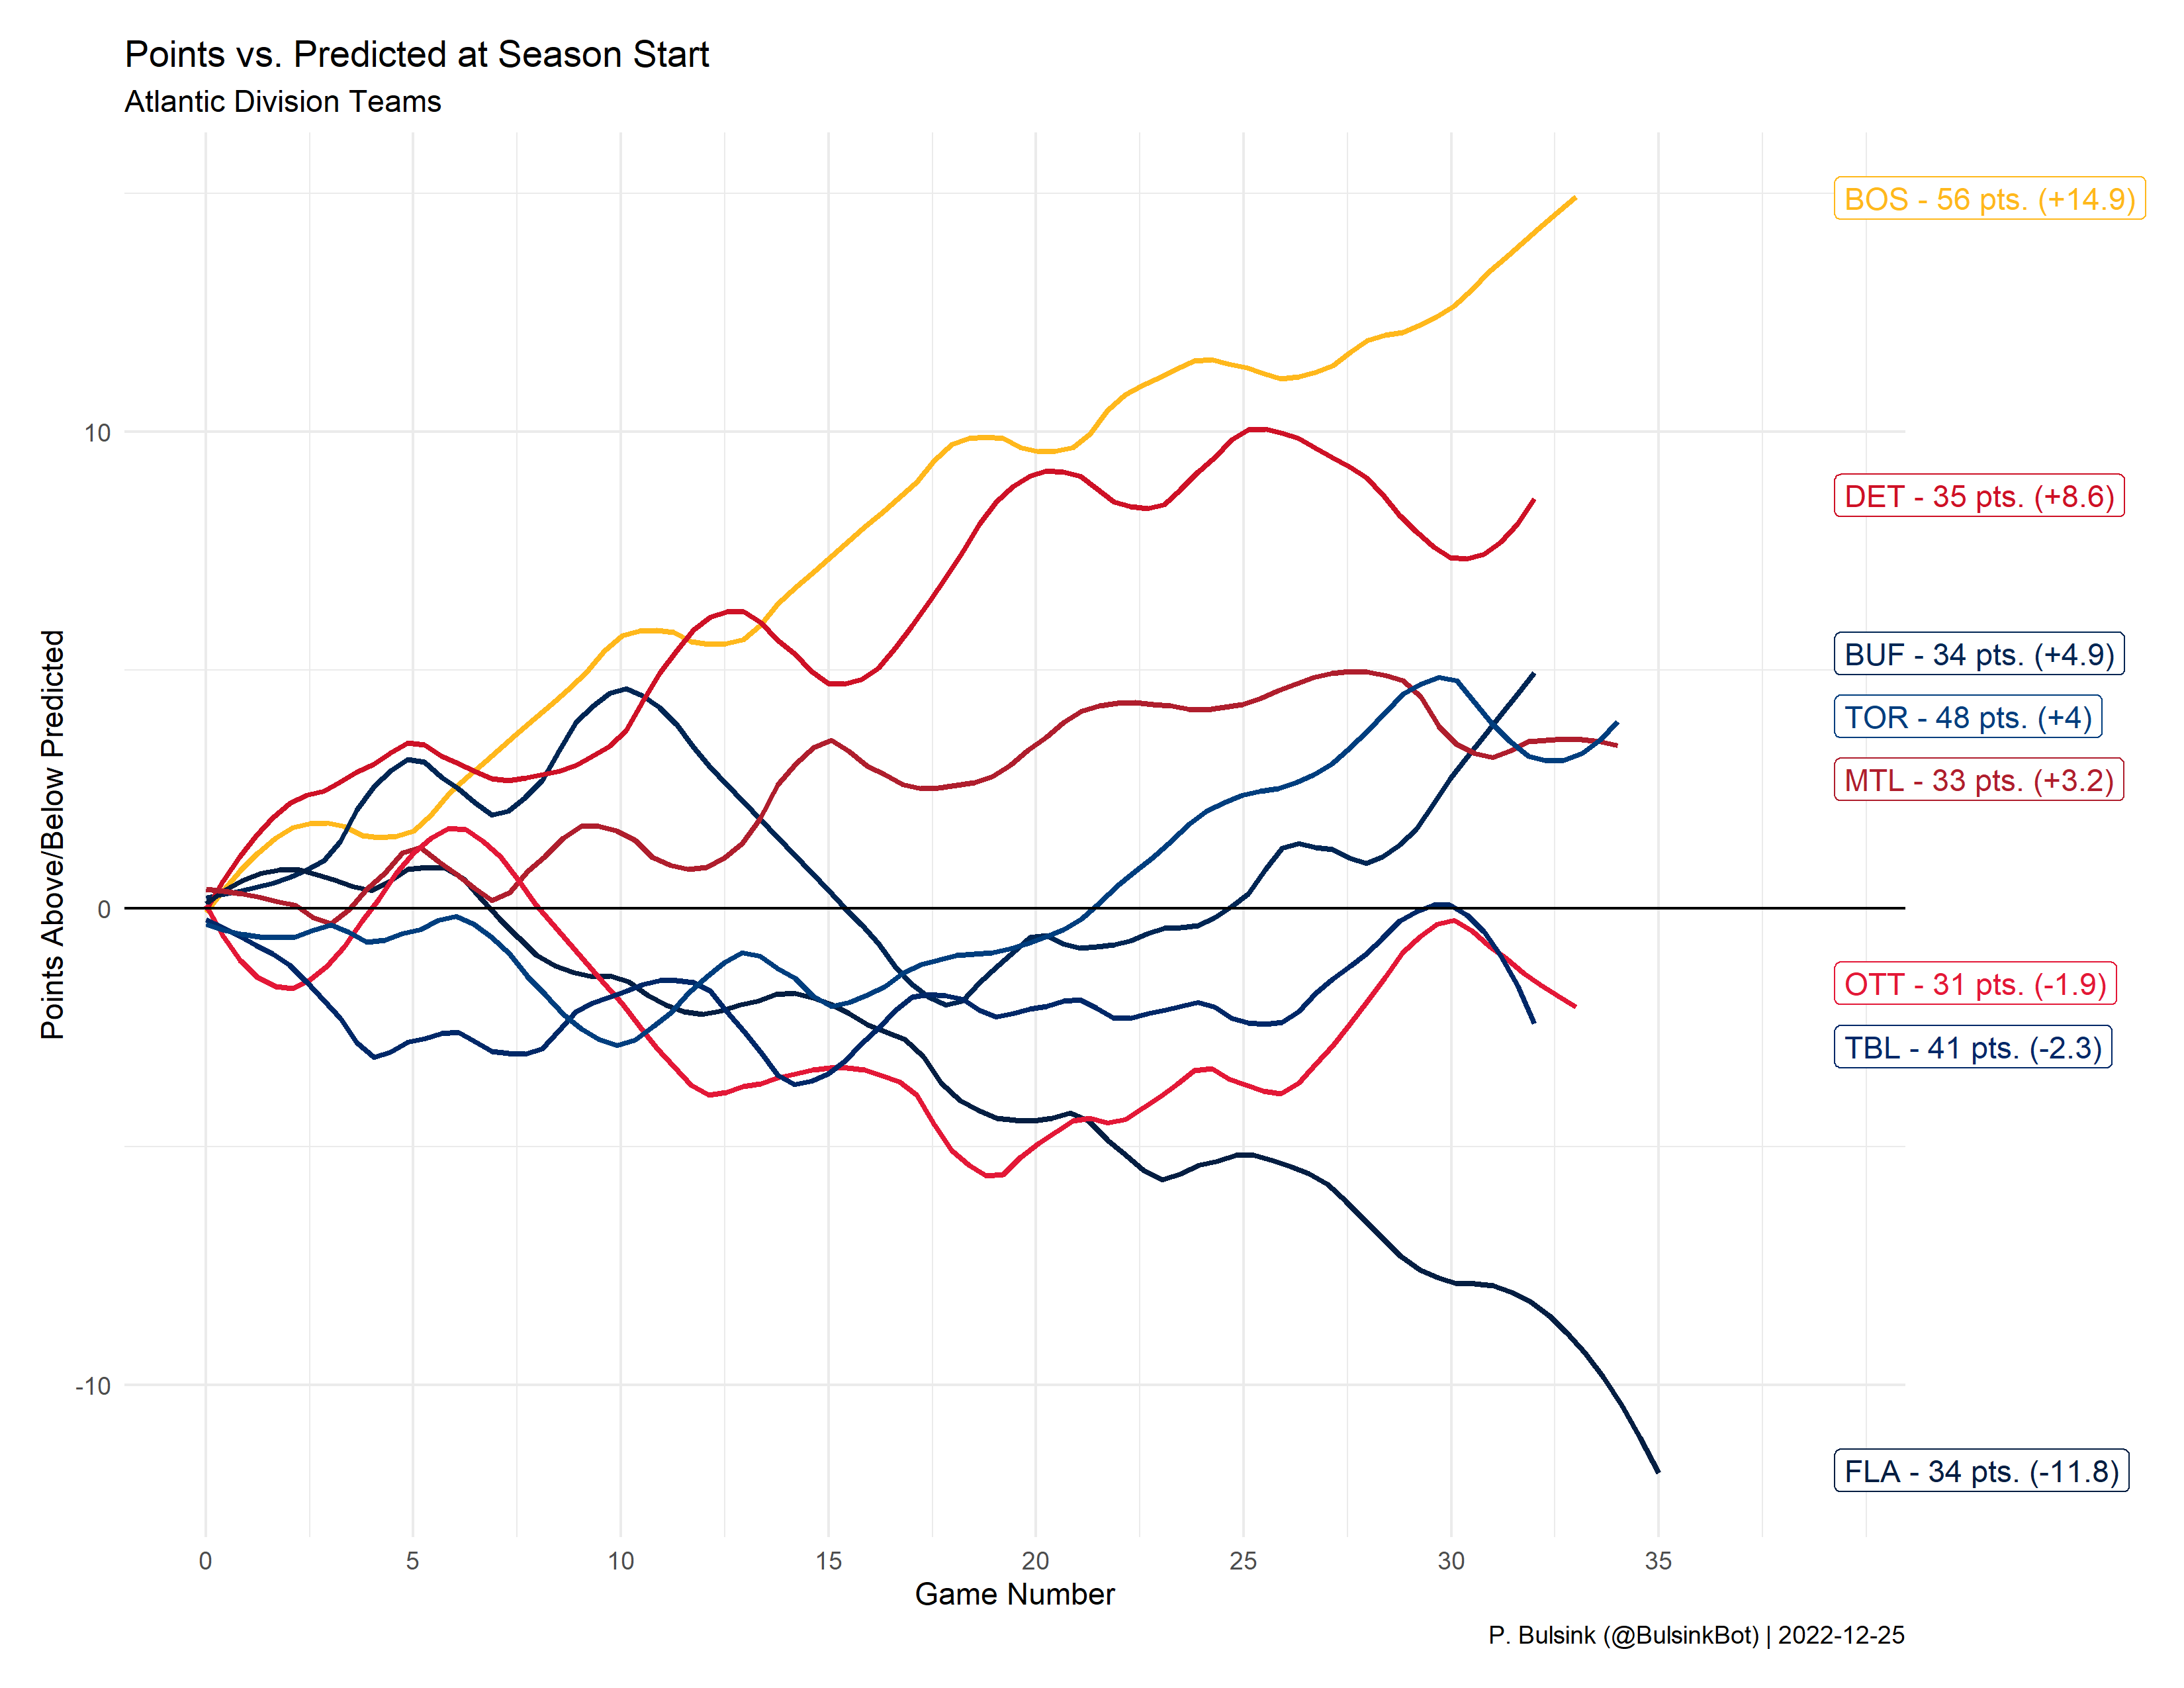 Points vs. Predicted at Season Start
Atlantic Division Teams
Points Above/Below Predicted
10
0
-10
BOS - 56 pts. (+14.9)
DET - 35 pts. (+8.6)
BUF - 34 pts. (+4.9)
TOR - 48 pts. (+4)
MTL - 33 pts. (+3.2)
OTT - 31 pts. (-1.9)
TBL - 41 pts. (-2.3)
FLA - 34 pts. (-11.8)
0 5 10 15 20 25 30 35
Game Number
P. Bulsink (@BulsinkBot) | 2022-12-25